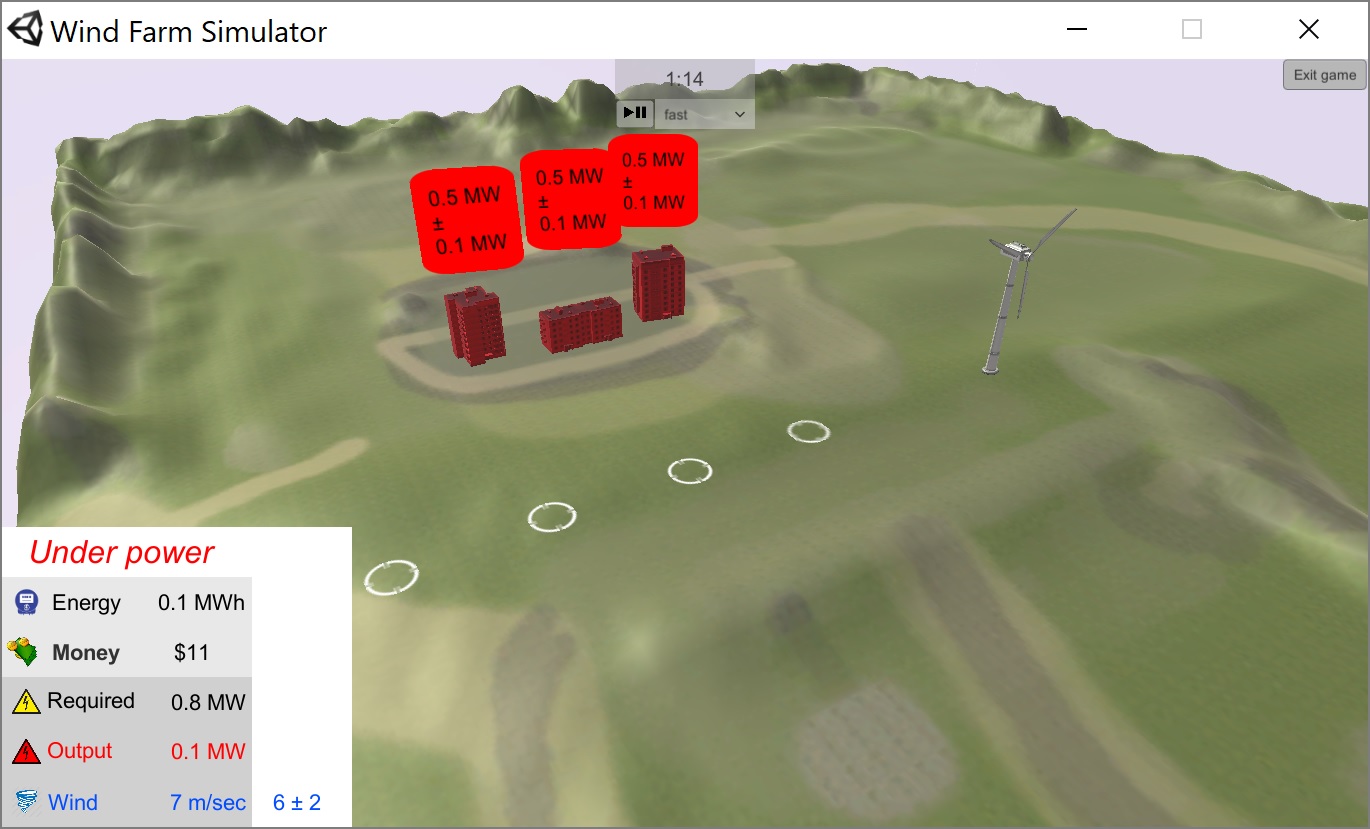 Wind Farm Simulator
Exit game
1:14
fast
0.5 MW
±
0.1 MW
0.5 MW
±
0.1 MW
0.5 MW
±
0.1 MW
Under power
Energy 0.1 MWh
Money $11
Required 0.8 MW
Output 0.1 MW
Wind 7 m/sec 6 ± 2